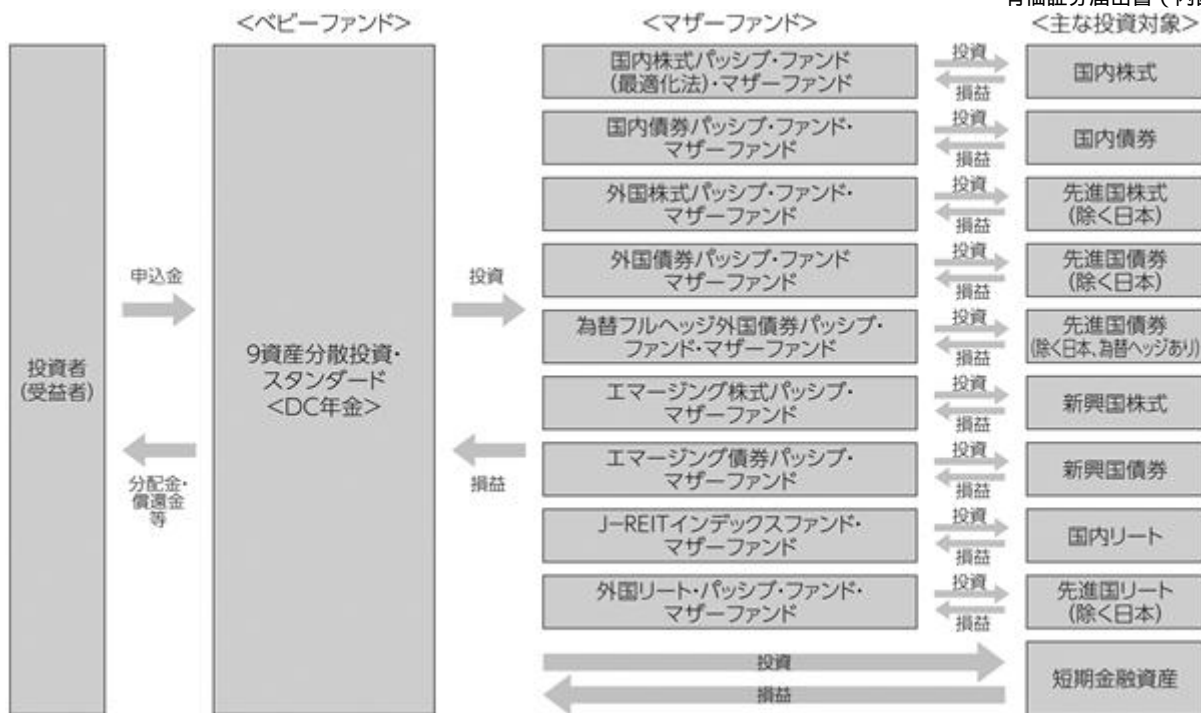 <ベビーファンド>
<マザーファンド>
<主な投資対象>
投資者
(受益者)
申込金
分配金・
償還金
等
9資産分散投資・
スタンダード
<DC年金>
投資
損益
国内株式パッシブ・ファンド
(最適化法)・マザーファンド
投資
損益
国内株式
国内債券パッシブ・ファンド・
マザーファンド
投資
損益
国内債券
外国株式パッシブ・ファンド・
マザーファンド
投資
損益
先進国株式
(除く日本)
外国債券パッシブ・ファンド
マザーファンド
投資
損益
先進国債券
(除く日本)
為替フルヘッジ外国債券パッシブ・
ファンド・マザーファンド
投資
損益
先進国債券
(除く日本、為替ヘッジあり)
エマージング株式パッシブ・
マザーファンド
投資
損益
新興国株式
エマージング債券パッシブ・
マザーファンド
投資
損益
新興国債券
J-REITインデックスファンド・
マザーファンド
投資
損益
国内リート
外国リート・パッシブ・ファンド・
マザーファンド
投資
損益
先進国リート
(除く日本)
投資
損益
短期金融資産